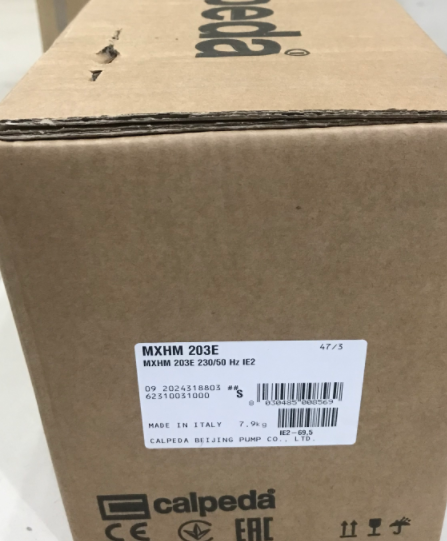 peda
MXHM 203E 47/3
MXHM 203E 230/50 Hz IE2
09 2024318803 ## S
62310031000
8 030485 008569
MADE IN ITALY 7,9kg IE2-69.5
CALPEDA BEIJING PUMP CO., LTD.
calpeda
CE EAC